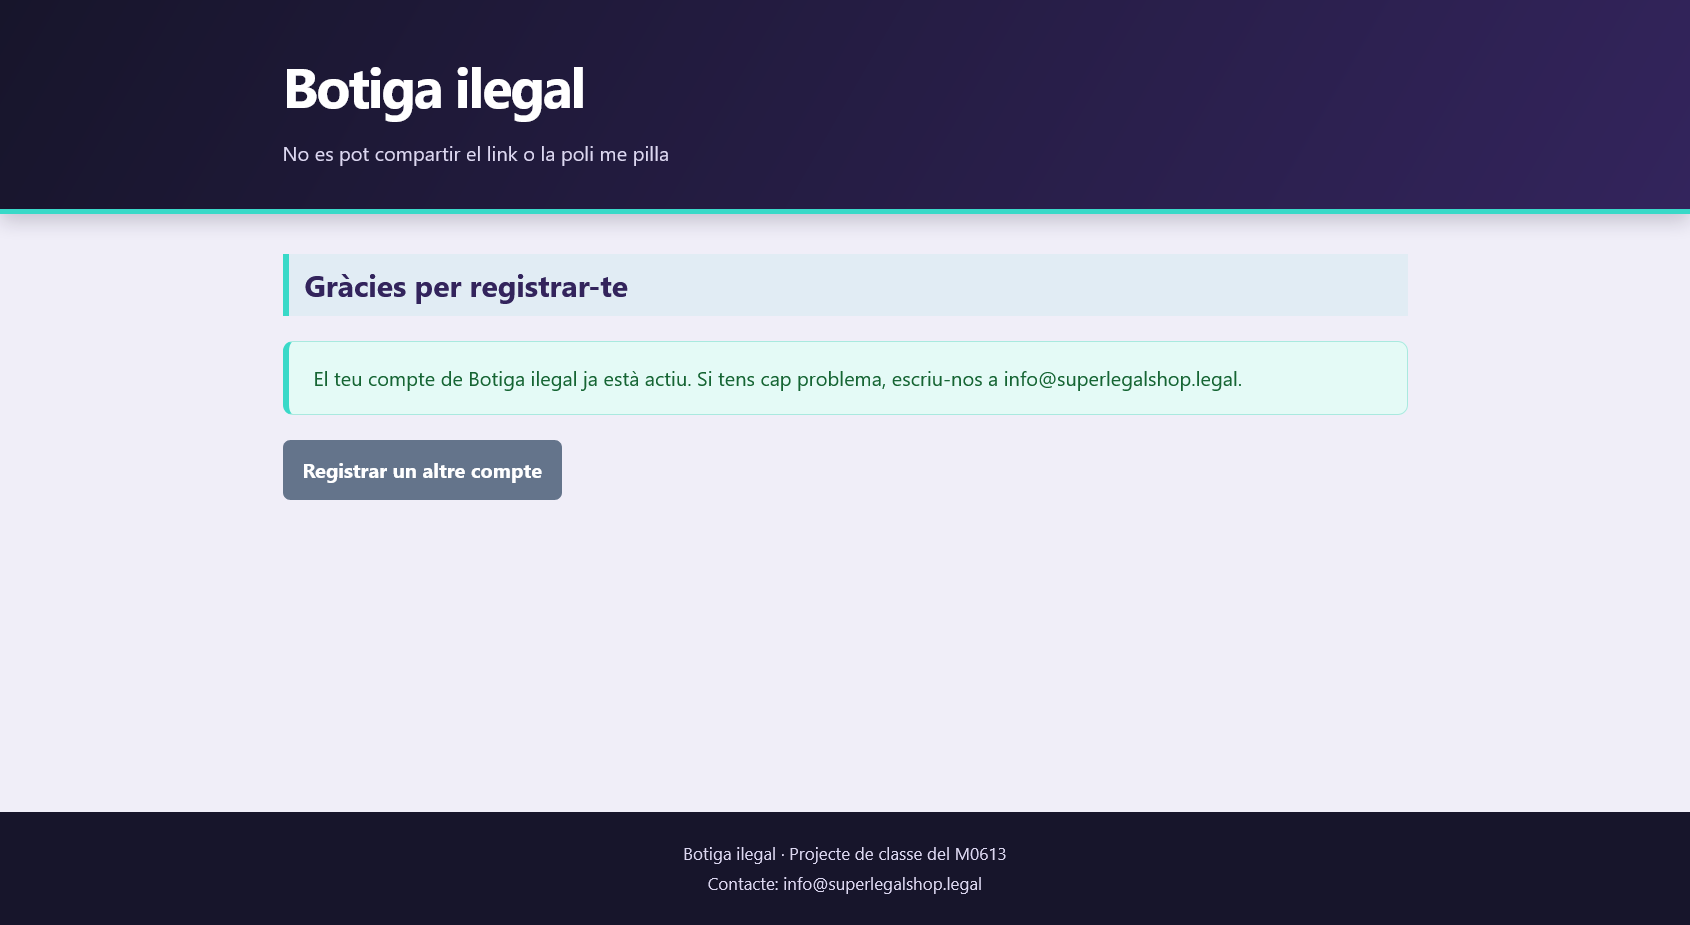 Botiga ilegal
No es pot compartir el link o la poli me pilla
Gràcies per registrar-te
El teu compte de Botiga ilegal ja està actiu. Si tens cap problema, escriu-nos a info@superlegalshop.legal.
Registrar un altre compte
Botiga ilegal · Projecte de classe del M0613
Contacte: info@superlegalshop.legal